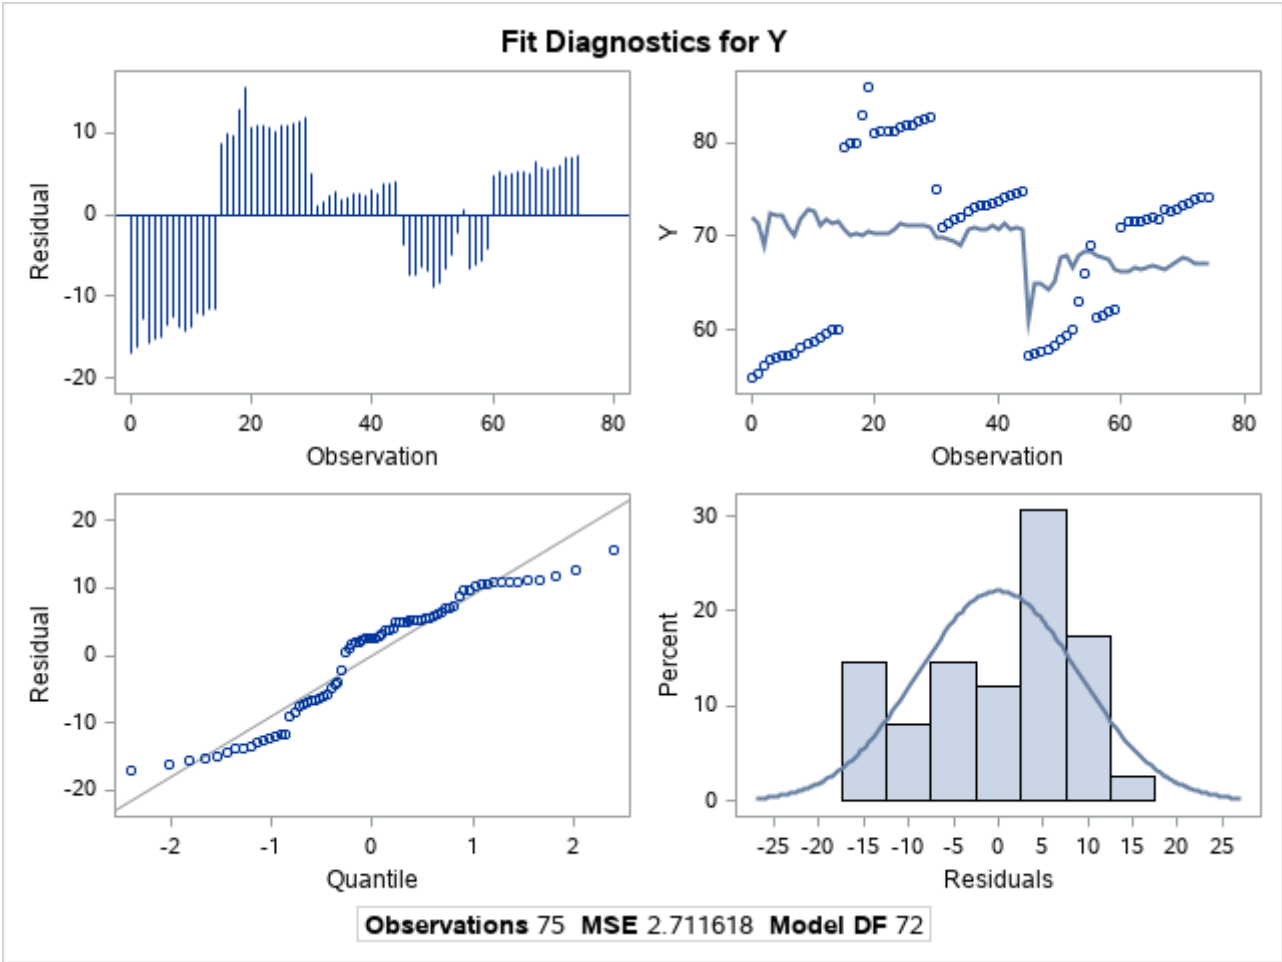 Fit Diagnostics for Y
Residual
10
0
-10
-20
0 20 40 60 80
Observation
Y
80
70
60
0 20 40 60 80
Observation
Residual
20
10
0
-10
-20
-2 -1 0 1 2
Quantile
Percent
30
20
10
0
-25 -20 -15 -10 -5 0 5 10 15 20 25
Residuals
Observations 75 MSE 2.711618 Model DF 72